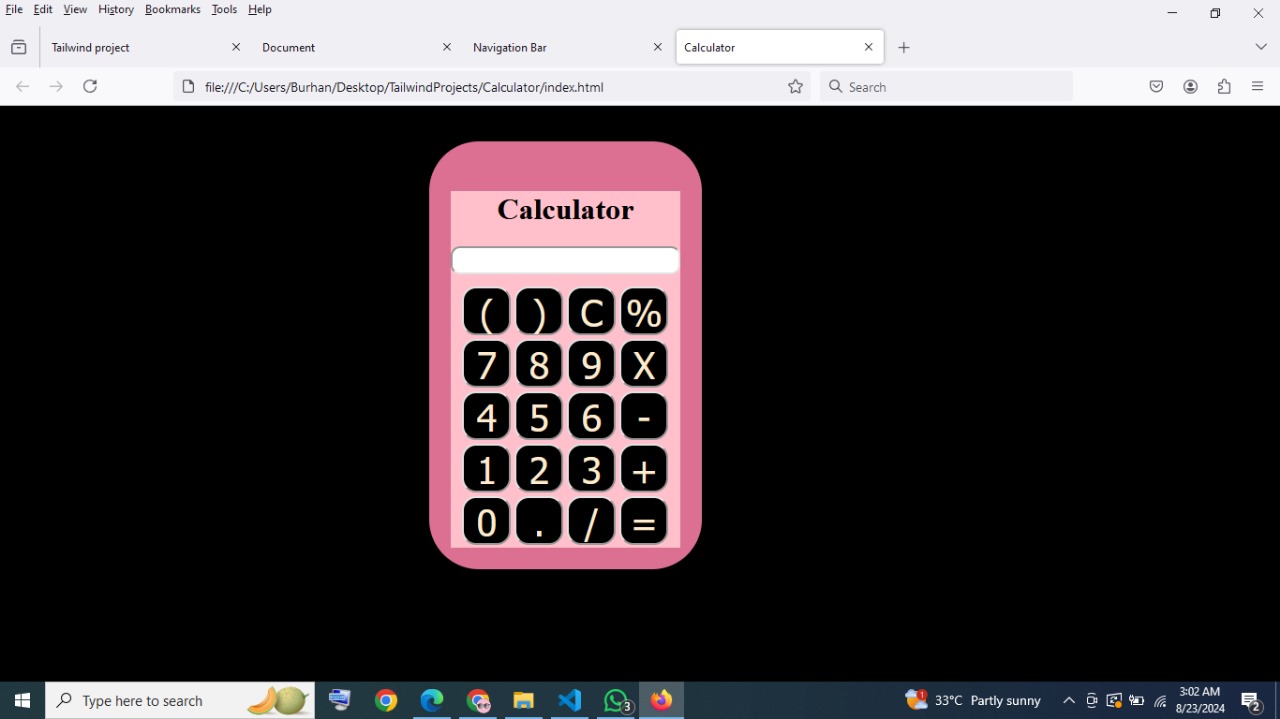 File Edit View History Bookmarks Tools Help
Tailwind project Document Navigation Bar Calculator
file:///C:/Users/Burhan/Desktop/TailwindProjects/Calculator/index.html Search
Calculator
( ) C %
7 8 9 X
4 5 6 -
1 2 3 +
0 . / =
Type here to search 3 1 33°C Partly sunny 3:02 AM 2
8/23/2024